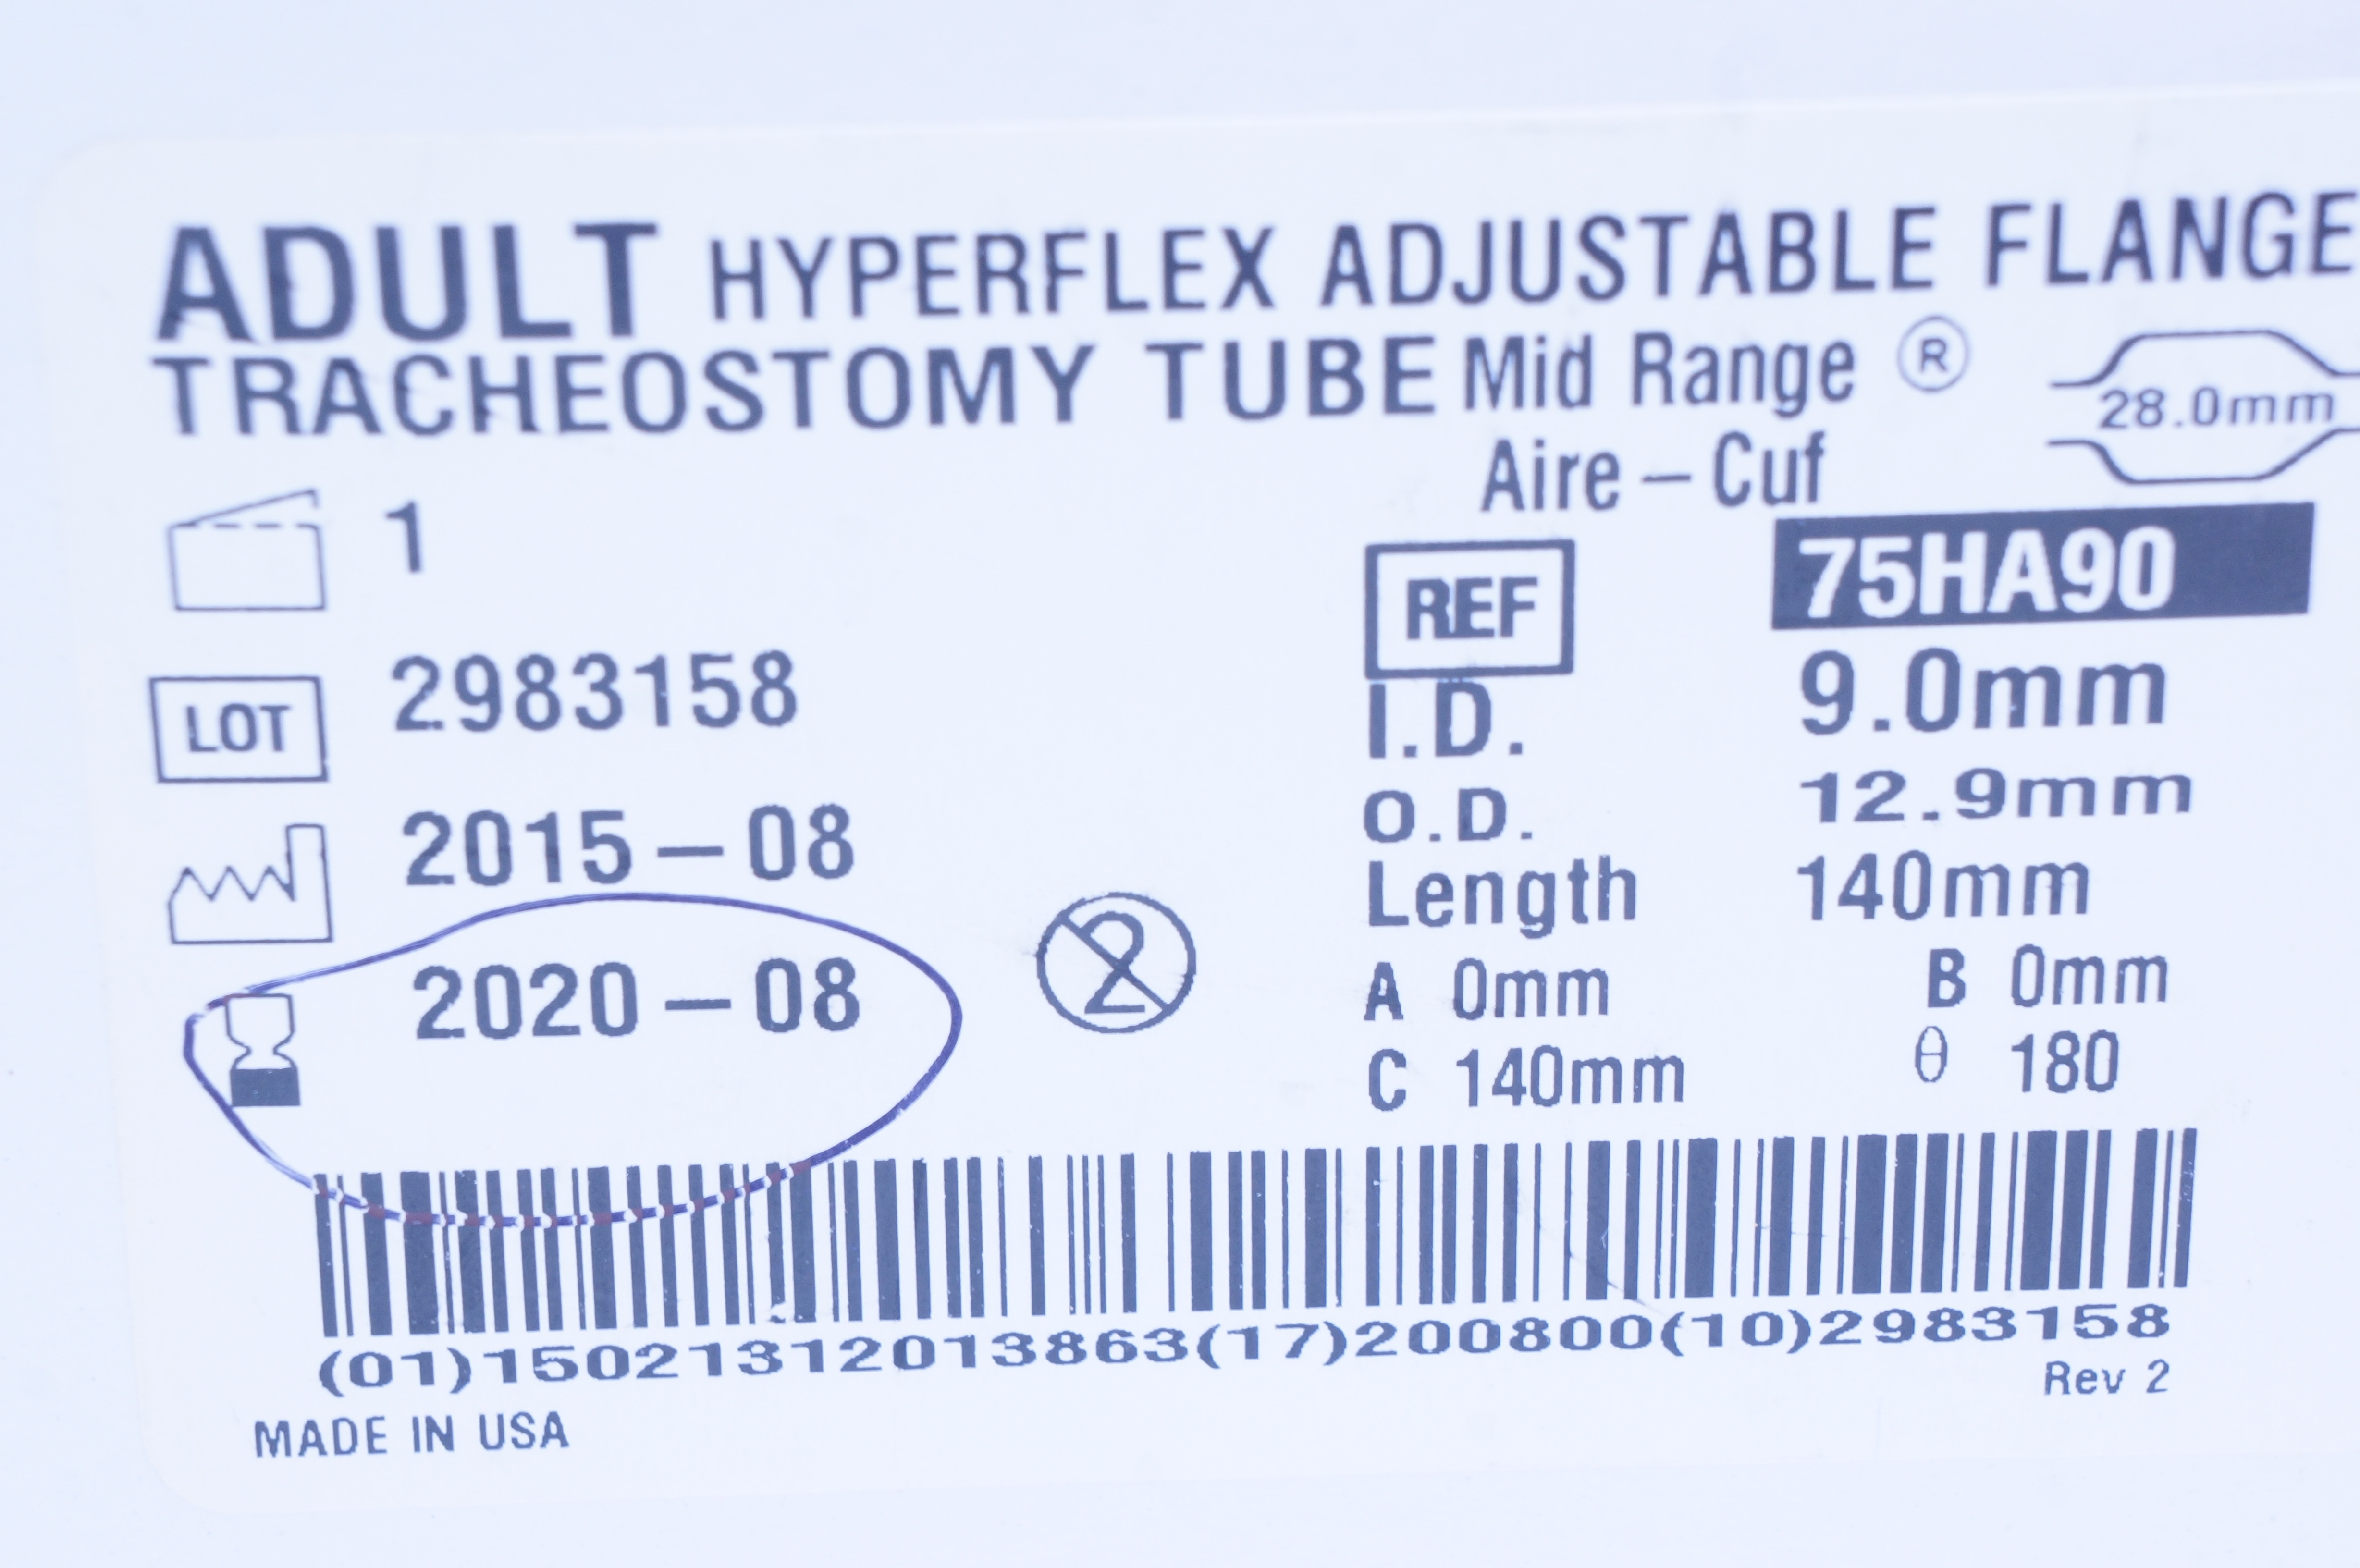 ADULT HYPERFLEX ADJUSTABLE FLANGE
TRACHEOSTOMY TUBE Mid Range ®
Aire-Cuf
28.0mm
1
LOT 2983158
2015-08
2020-08
2
REF 75HA90
I.D. 9.0mm
O.D. 12.9mm
Length 140mm
A 0mm B 0mm
C 140mm θ 180
(01)15021312013863(17)200800(10)2983158
Rev 2
MADE IN USA